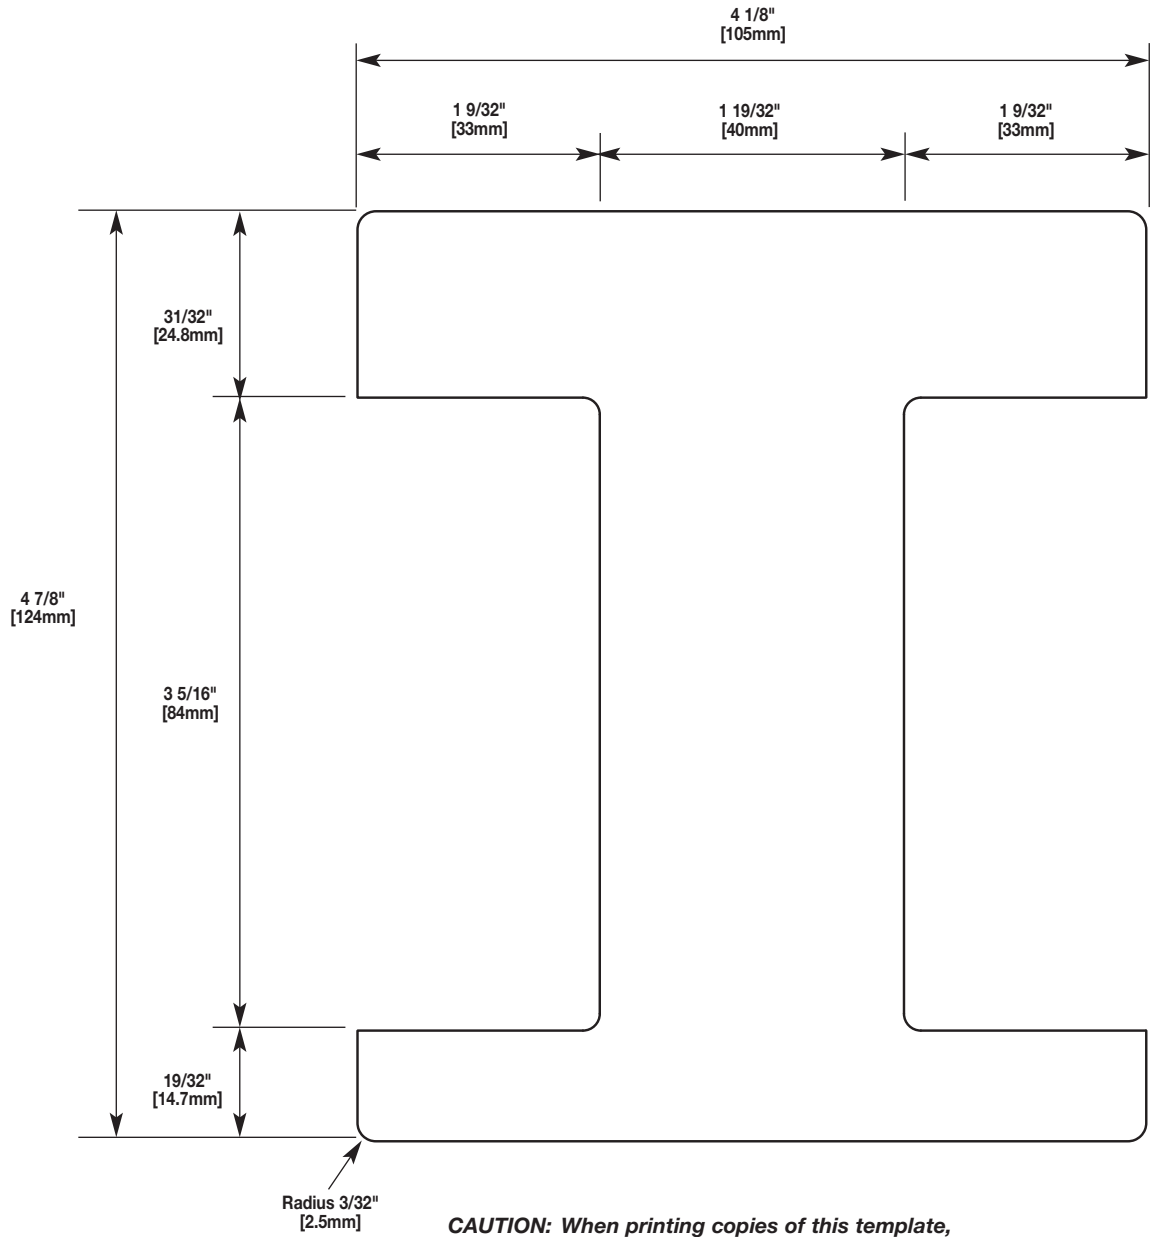 4 1/8"
[105mm]
1 9/32"
[33mm]
1 19/32"
[40mm]
1 9/32"
[33mm]
31/32"
[24.8mm]
4 7/8"
[124mm]
3 5/16"
[84mm]
19/32"
[14.7mm]
Radius 3/32"
[2.5mm]
CAUTION: When printing copies of this template,